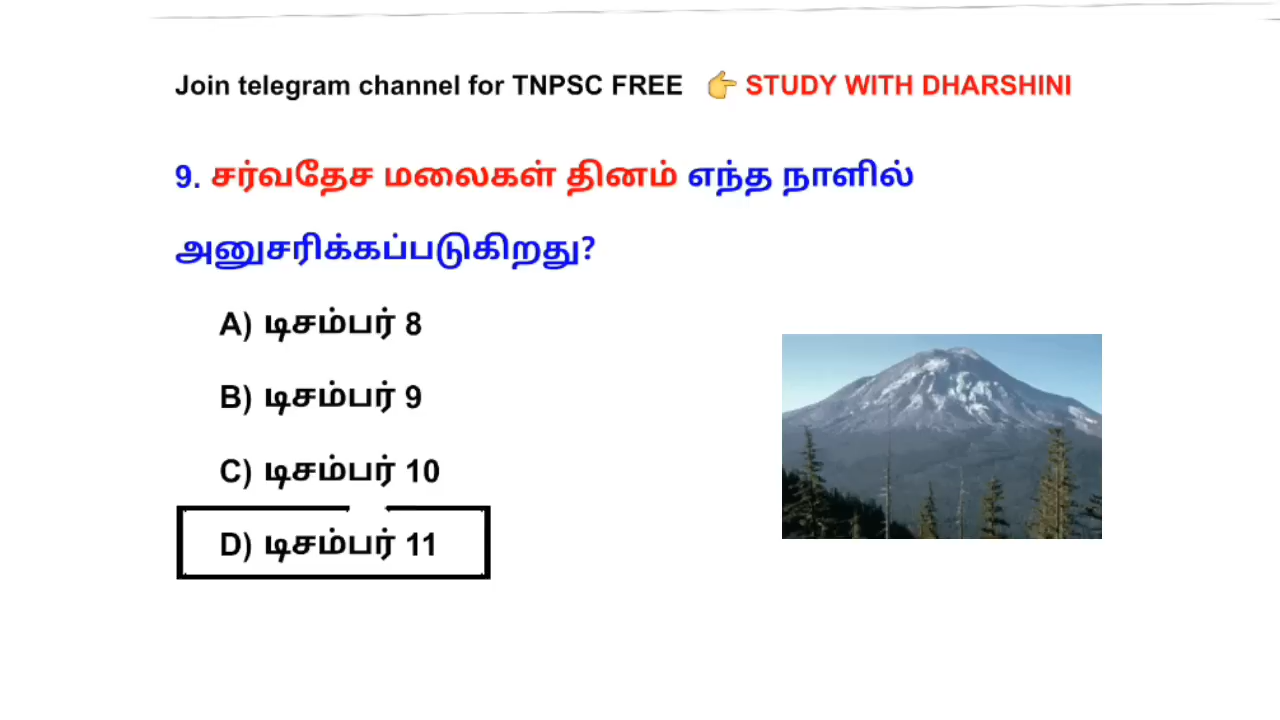 Join telegram channel for TNPSC FREE 👉 STUDY WITH DHARSHINI
9. சர்வதேச மலைகள் தினம் எந்த நாளில்
அனுசரிக்கப்படுகிறது?
A) டிசம்பர் 8
B) டிசம்பர் 9
C) டிசம்பர் 10
D) டிசம்பர் 11